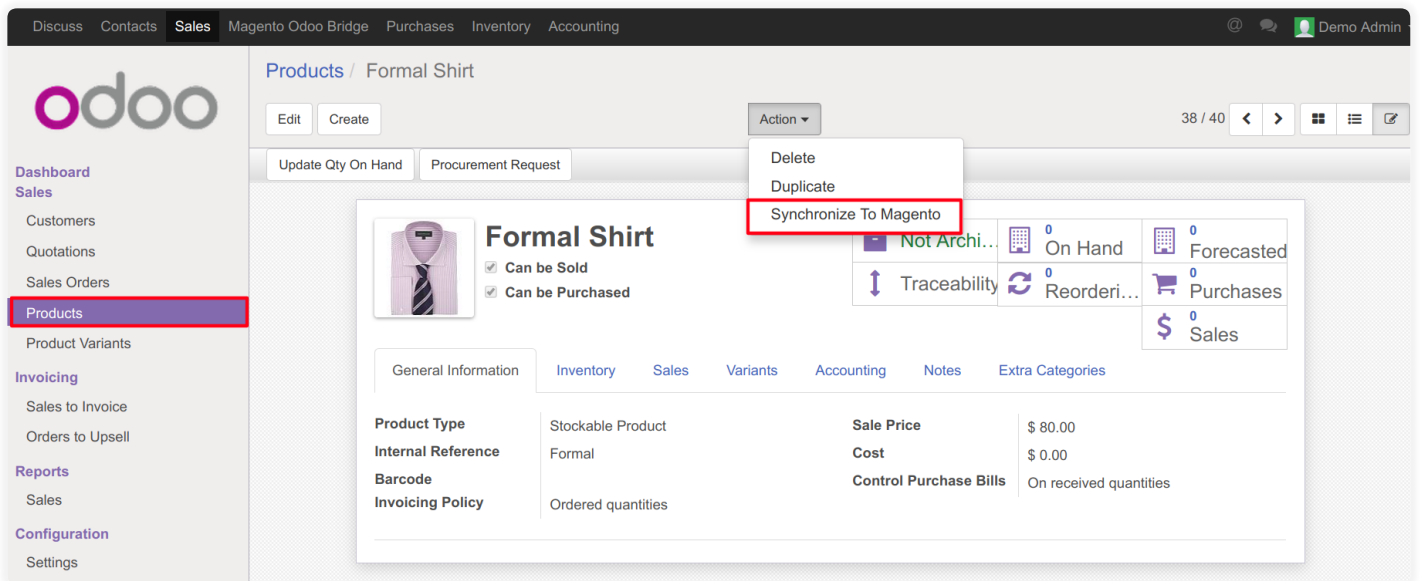 Discuss Contacts Sales Magento Odoo Bridge Purchases Inventory Accounting @ Demo Admin
odoo
Dashboard
Sales
Customers
Quotations
Sales Orders
Products
Product Variants
Invoicing
Sales to Invoice
Orders to Upsell
Reports
Sales
Configuration
Settings
Products / Formal Shirt
Edit Create Action 38 / 40
Update Qty On Hand Procurement Request
Delete
Duplicate
Synchronize To Magento
Formal Shirt
Can be Sold
Can be Purchased
Not Archi...
0
On Hand
0
Forecasted
Traceability
0
Reorderi...
0
Purchases
0
Sales
General Information Inventory Sales Variants Accounting Notes Extra Categories
Product Type Stockable Product
Internal Reference Formal
Barcode
Invoicing Policy Ordered quantities
Sale Price $ 80.00
Cost $ 0.00
Control Purchase Bills On received quantities